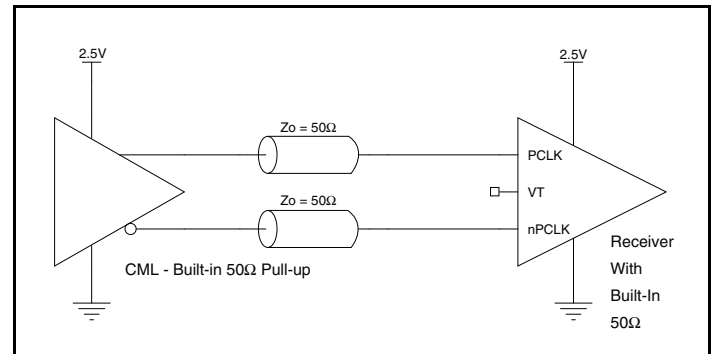 2.5V
2.5V
Zo = 50Ω
PCLK
VT
Zo = 50Ω
nPCLK
CML - Built-in 50Ω Pull-up
Receiver
With
Built-In
50Ω